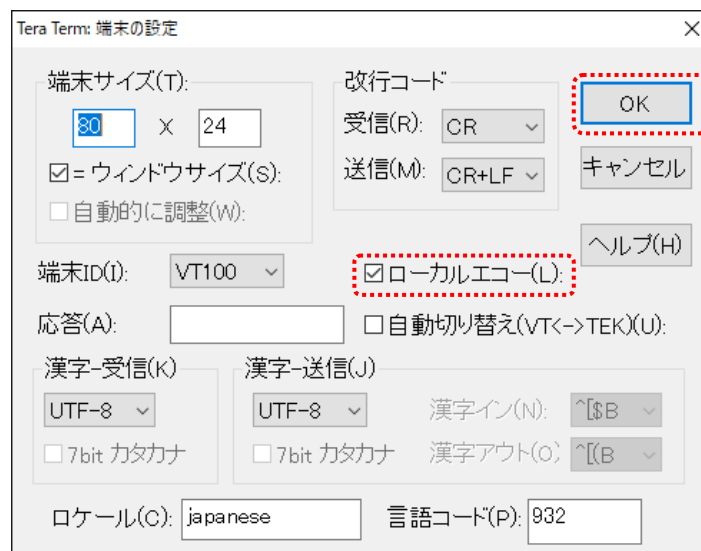 Tera Term: 端末の設定
端末サイズ(T):
80 X 24
= ウィンドウサイズ(S):
自動的に調整(W):
改行コード
受信(R): CR
送信(M): CR+LF
OK
キャンセル
ヘルプ(H)
端末ID(I): VT100
ローカルエコー(L):
応答(A):
自動切り替え(VT<->TEK)(U):
漢字-受信(K)
UTF-8
7bit カタカナ
漢字-送信(J)
UTF-8
漢字イン(N): ^[$B
7bit カタカナ
漢字アウト(O) ^[(B
ロケール(C): japanese
言語コード(P): 932